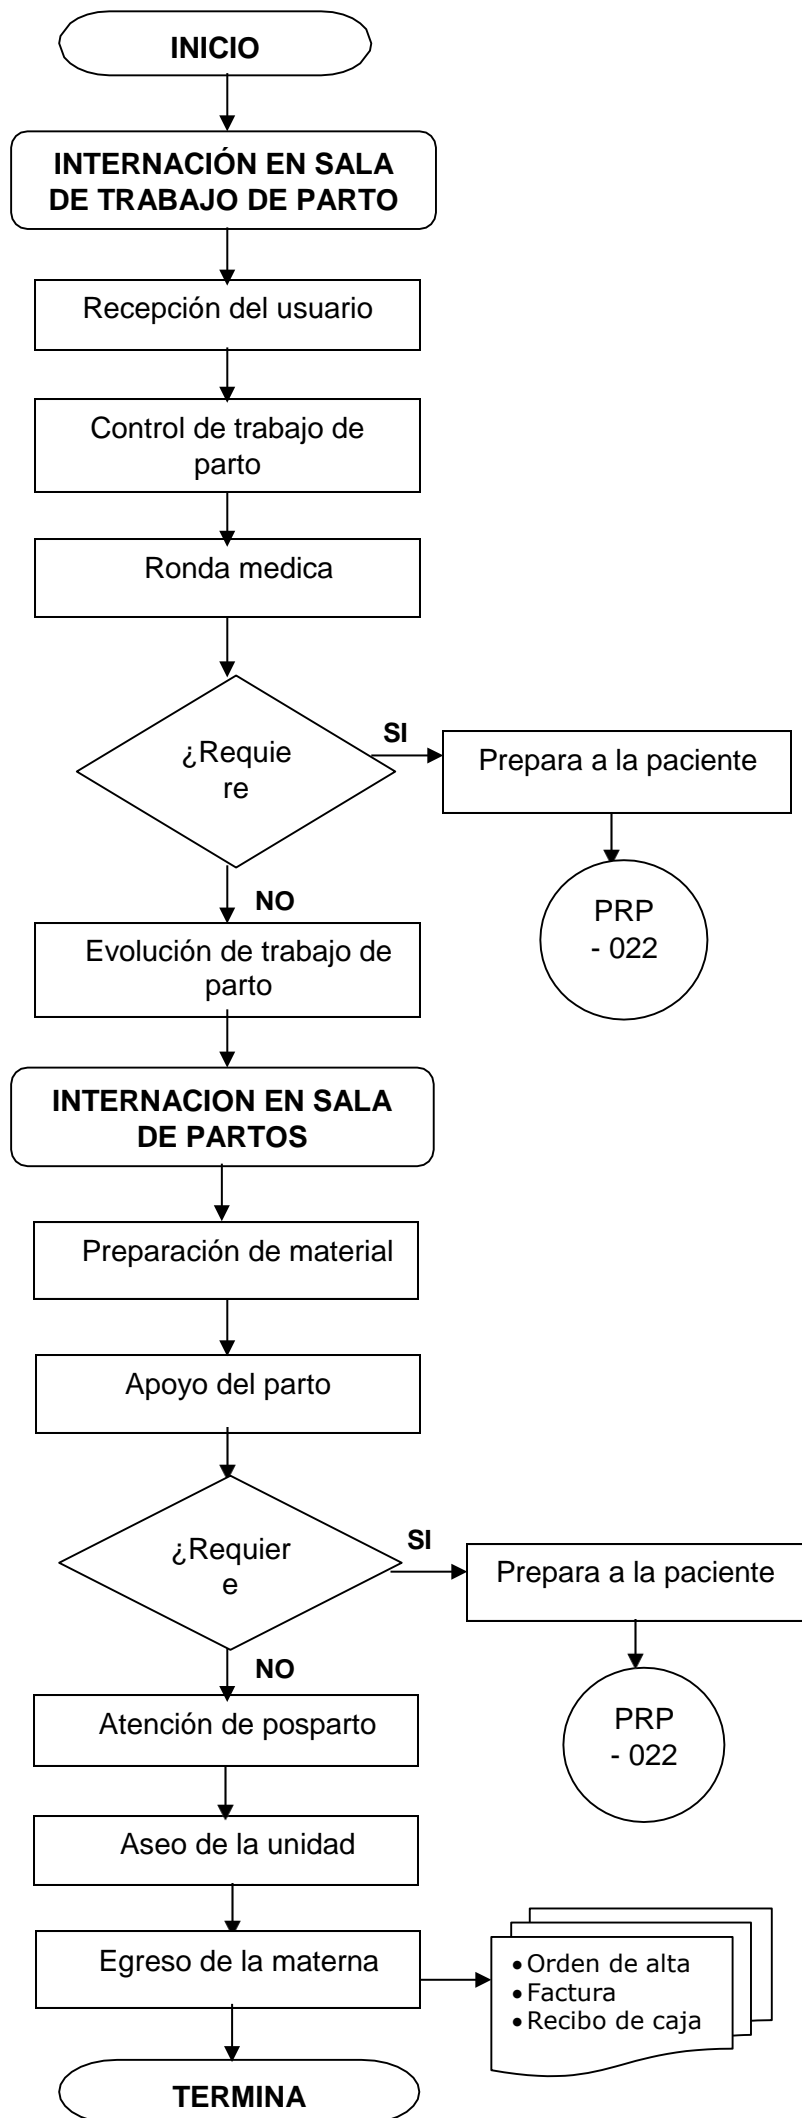 INICIO
INTERNACIÓN EN SALA
DE TRABAJO DE PARTO
Recepción del usuario
Control de trabajo de
parto
Ronda medica
¿Requie
re
SI
Prepara a la paciente
PRP
- 022
NO
Evolución de trabajo de
parto
INTERNACION EN SALA
DE PARTOS
Preparación de material
Apoyo del parto
¿Requier
e
SI
Prepara a la paciente
PRP
- 022
NO
Atención de posparto
Aseo de la unidad
Egreso de la materna
• Orden de alta
• Factura
• Recibo de caja
TERMINA